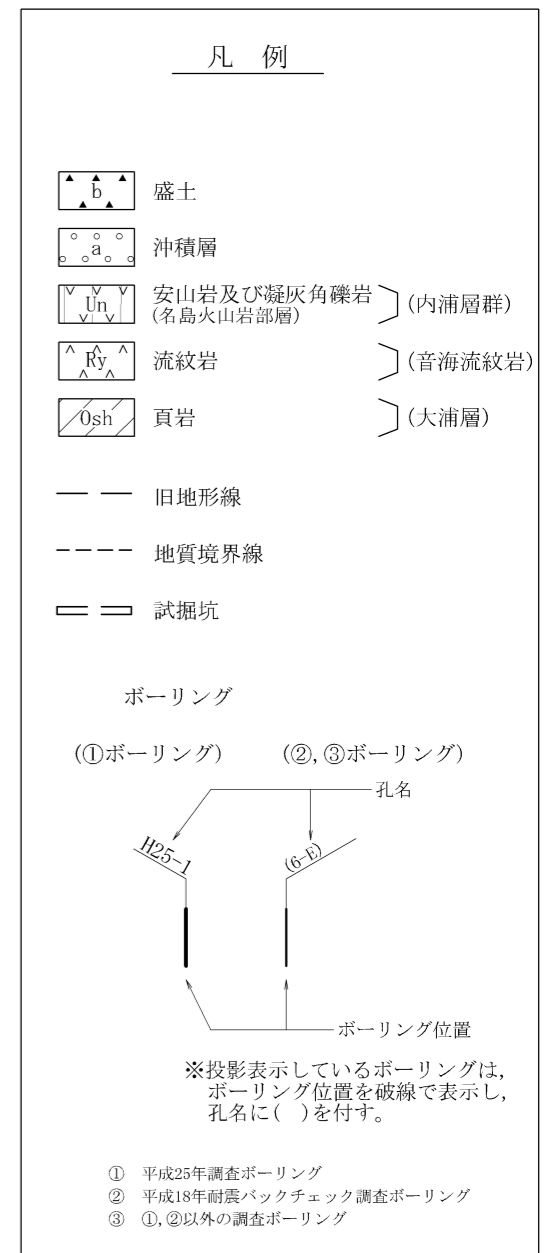 凡 例
b 盛土
a 沖積層
Un 安山岩及び凝灰角礫岩 (内浦層群)
(名島火山岩部層)
Ry 流紋岩 (音海流紋岩)
Osh 頁岩 (大浦層)
旧地形線
地質境界線
試掘坑
ボーリング
(①ボーリング) (②,③ボーリング)
孔名
H25-1 (6-E)
ボーリング位置
※投影表示しているボーリングは,
ボーリング位置を破線で表示し,
孔名に( )を付す。
① 平成25年調査ボーリング
② 平成18年耐震バックチェック調査ボーリング
③ ①,②以外の調査ボーリング